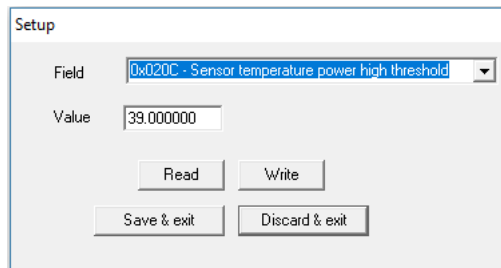 Setup
Field 0x020C - Sensor temperature power high threshold
Value 39.000000
Read Write
Save & exit Discard & exit